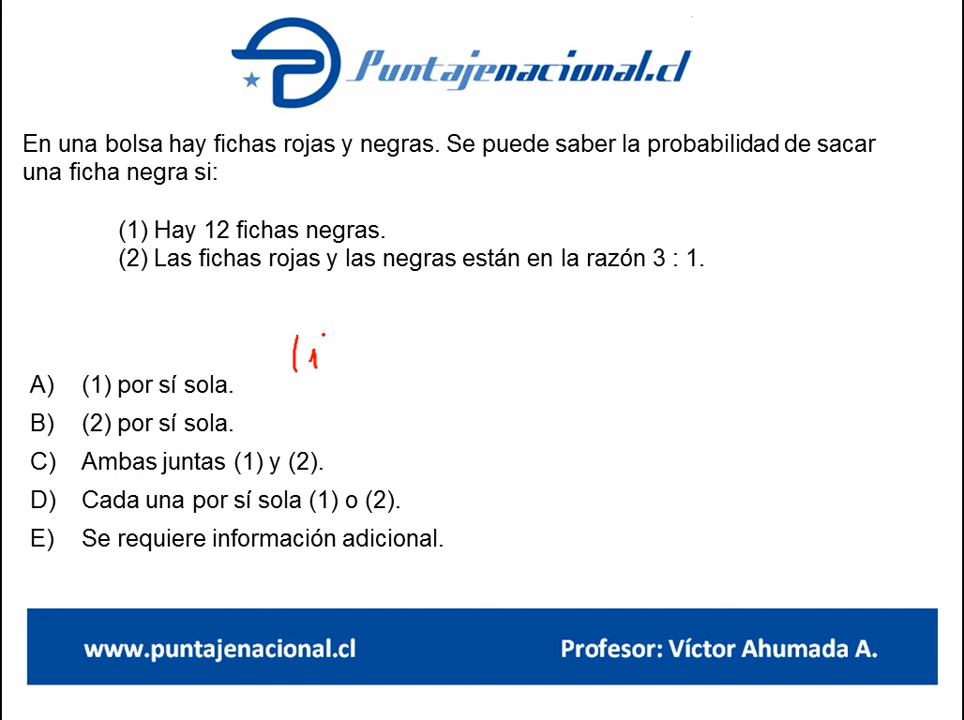 Puntajenacional.cl
En una bolsa hay fichas rojas y negras. Se puede saber la probabilidad de sacar
una ficha negra si:
(1) Hay 12 fichas negras.
(2) Las fichas rojas y las negras están en la razón 3 : 1.
(1
A) (1) por sí sola.
B) (2) por sí sola.
C) Ambas juntas (1) y (2).
D) Cada una por sí sola (1) o (2).
E) Se requiere información adicional.
www.puntajenacional.cl Profesor: Víctor Ahumada A.